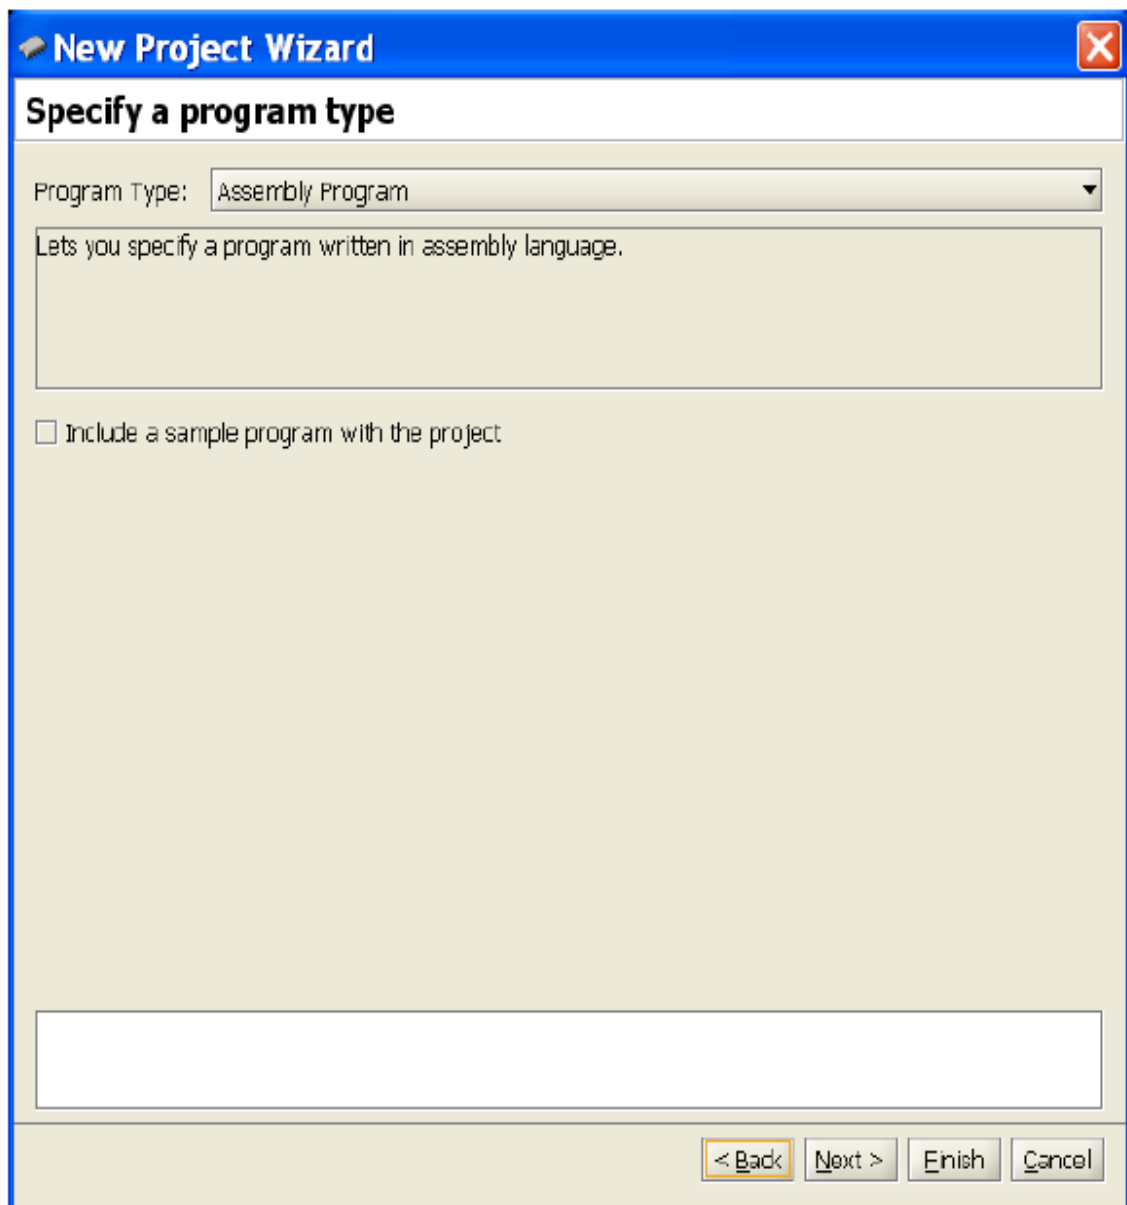 New Project Wizard
Specify a program type
Program Type: Assembly Program
Lets you specify a program written in assembly language.
Include a sample program with the project
< Back Next > Finish Cancel